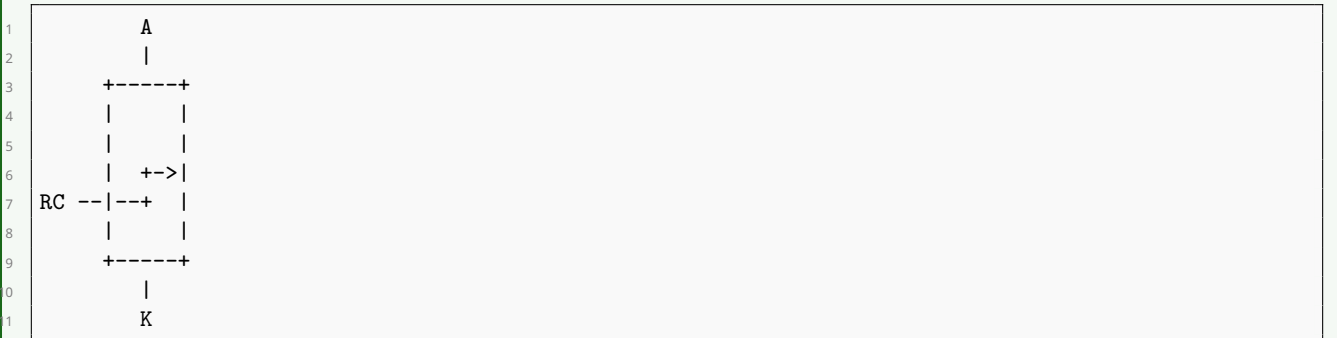 1               A
2               |
3          +------+
4          |      |
5          |      |
6          |   +->|
7  RC --|--+   |
8          |      |
9          +------+
10              |
11              K